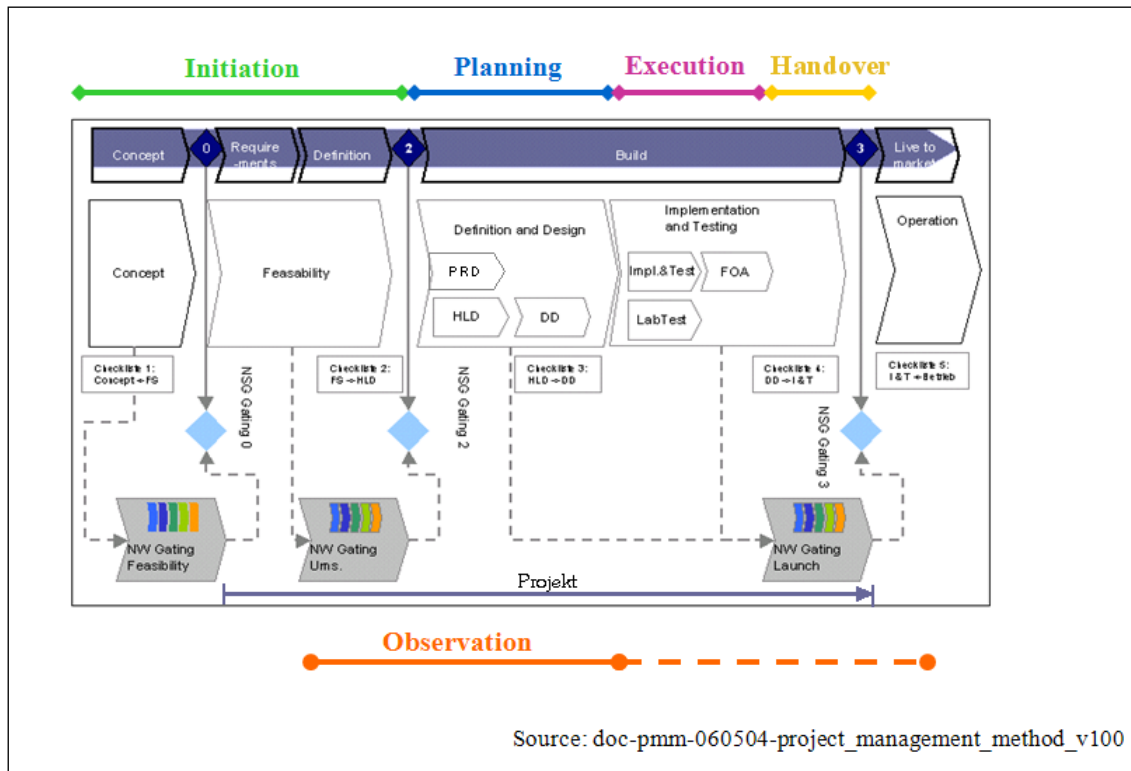 Initiation
Planning
Execution
Handover
Concept
0
Require
-ments
Definition
2
Build
3
Live to
market
Concept
Feasability
Definition and Design
PRD
HLD
DD
Implementation
and Testing
Impl.&Test
FOA
LabTest
Operation
Checkliste 1:
Concept→FS
Checkliste 2:
FS→HLD
Checkliste 3:
HLD→DD
Checkliste 4:
DD→I&T
Checkliste 5:
I&T→Betrieb
NSG Gating 0
NSG Gating 2
NSG Gating 3
NW Gating
Feasibility
NW Gating
Ums.
NW Gating
Launch
Projekt
Observation
Source: doc-pmm-060504-project_management_method_v100